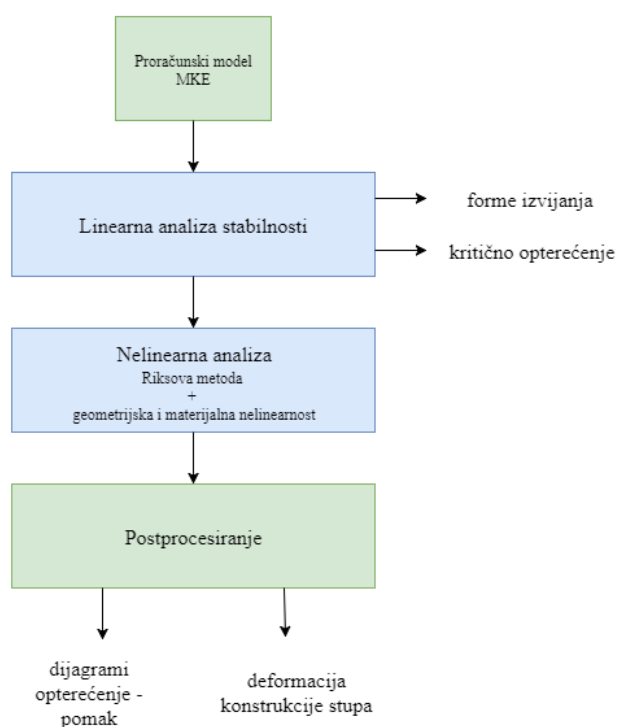 Proračunski model
MKE
Linearna analiza stabilnosti
forme izvijanja
kritično opterećenje
Nelinearna analiza
Riksova metoda
+
geometrijska i materijalna nelinearnost
Postprocesiranje
dijagrami
opterećenje -
pomak
deformacija
konstrukcije stupa